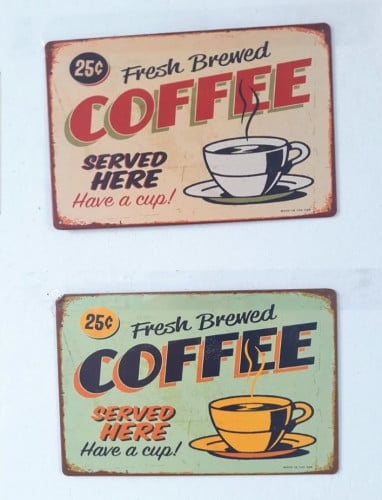 25¢
Fresh Brewed
COFFEE
SERVED
HERE
Have a cup!
25¢
Fresh Brewed
COFFEE
SERVED
HERE
Have a cup!